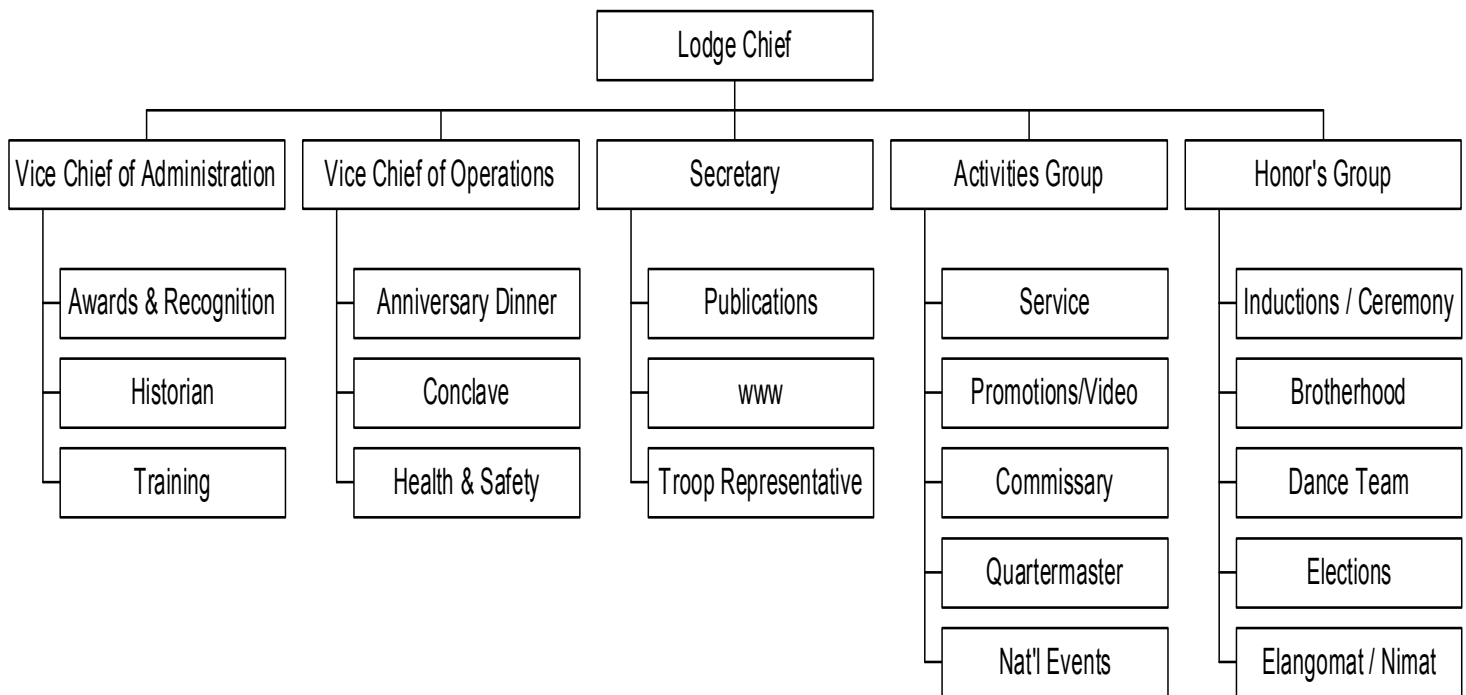 Lodge Chief
Vice Chief of Administration
Vice Chief of Operations
Secretary
Activities Group
Honor's Group
Awards & Recognition
Historian
Training
Anniversary Dinner
Conclave
Health & Safety
Publications
www
Troop Representative
Service
Promotions/Video
Commissary
Quartermaster
Nat'l Events
Inductions / Ceremony
Brotherhood
Dance Team
Elections
Elangomat / Nimat